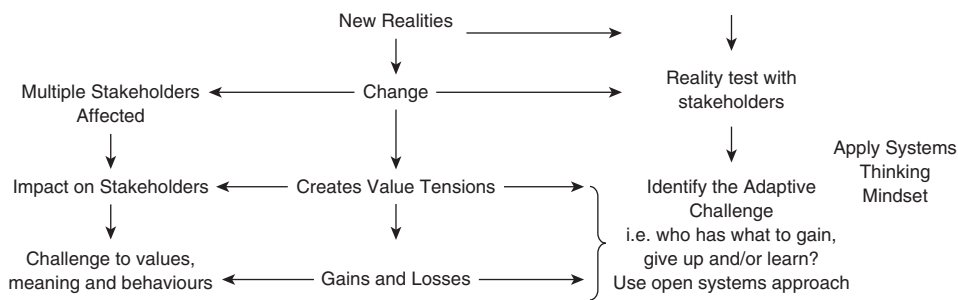 New Realities
Multiple Stakeholders
Affected
Change
Reality test with
stakeholders
Apply Systems
Thinking
Mindset
Impact on Stakeholders
Creates Value Tensions
Identify the Adaptive
Challenge
i.e. who has what to gain,
give up and/or learn?
Use open systems approach
Challenge to values,
meaning and behaviours
Gains and Losses